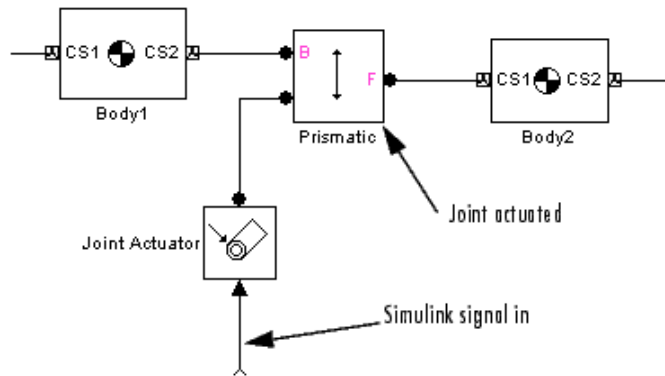 CS1 CS2
Body1
B
F
Prismatic
CS1 CS2
Body2
Joint actuated
Joint Actuator
Simulink signal in